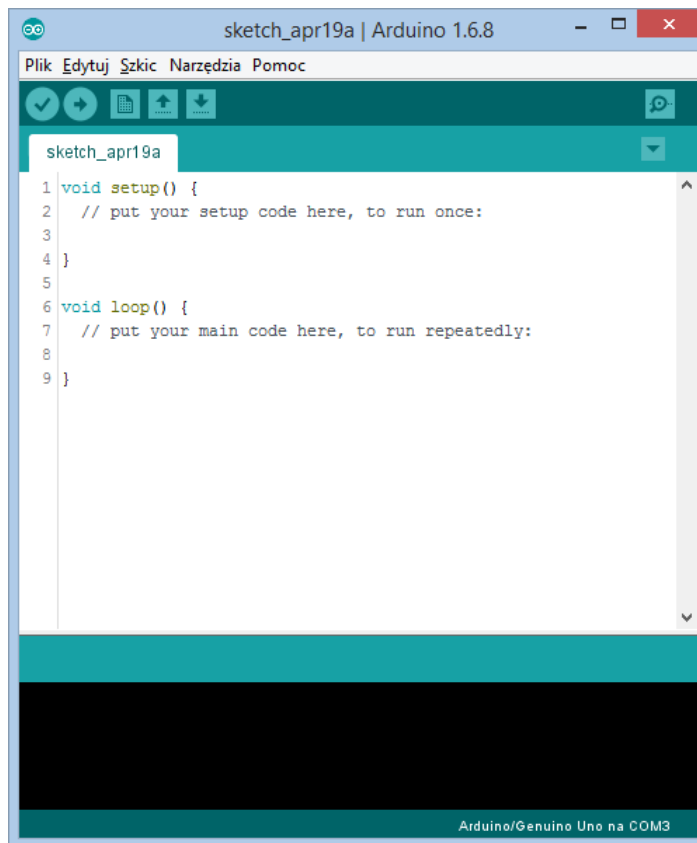 sketch_apr19a | Arduino 1.6.8
Plik Edytuj Szkic Narzędzia Pomoc
sketch_apr19a
1 void setup() {
2   // put your setup code here, to run once:
3
4 }
5
6 void loop() {
7   // put your main code here, to run repeatedly:
8
9 }
Arduino/Genuino Uno na COM3